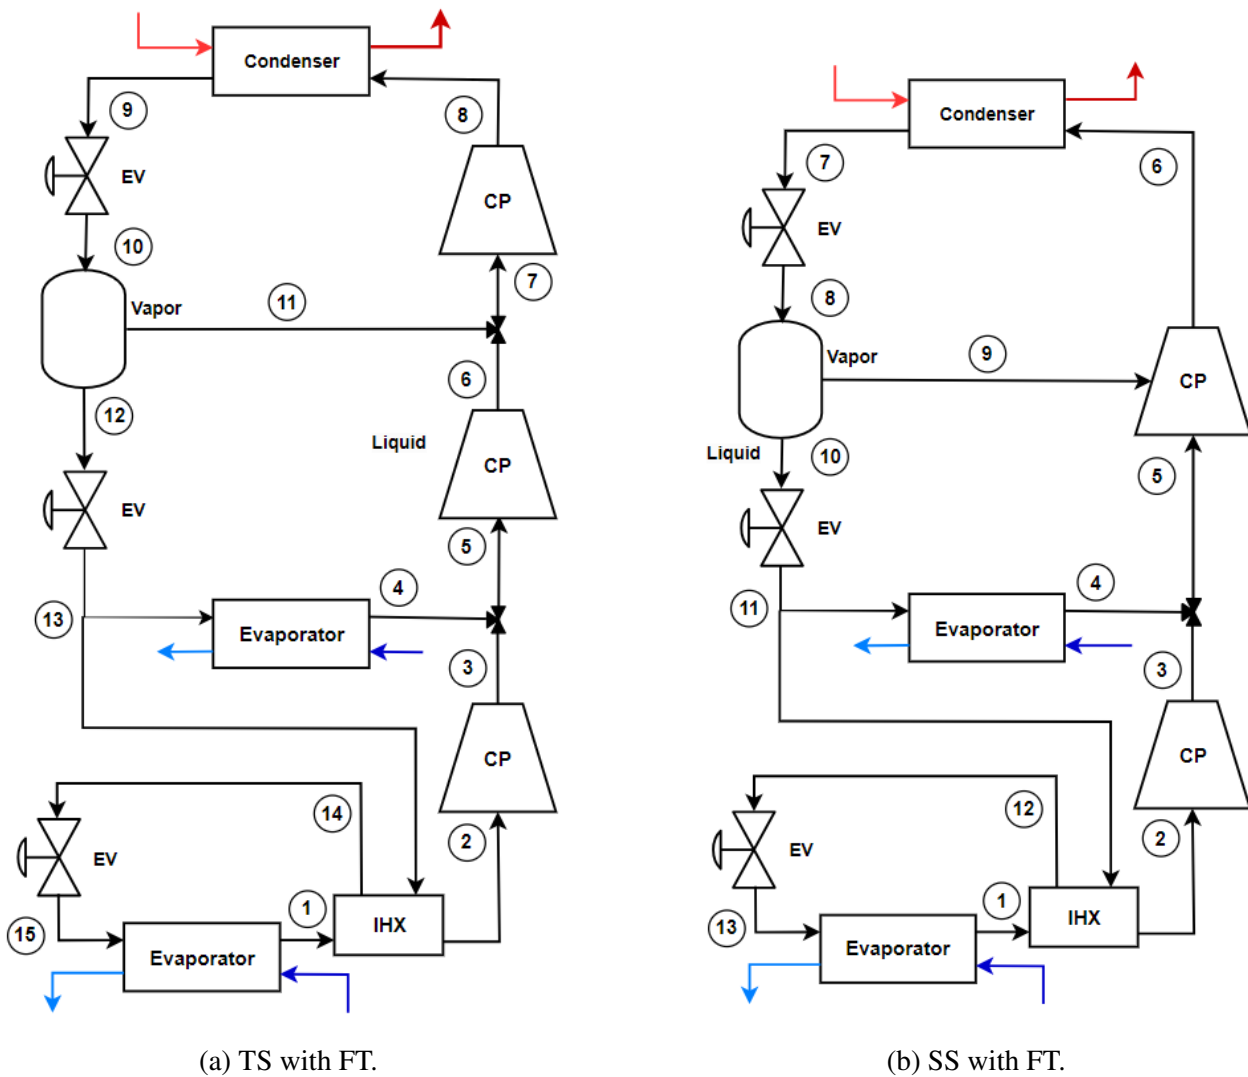 Condenser
9
8
EV
CP
10
7
Vapor
11
6
12
Liquid
CP
EV
5
4
13
Evaporator
3
CP
14
2
EV
1
IHX
15
Evaporator
(a) TS with FT.
Condenser
7
6
EV
8
Vapor
9
CP
Liquid
10
5
EV
4
11
Evaporator
3
CP
12
2
EV
1
IHX
13
Evaporator
(b) SS with FT.